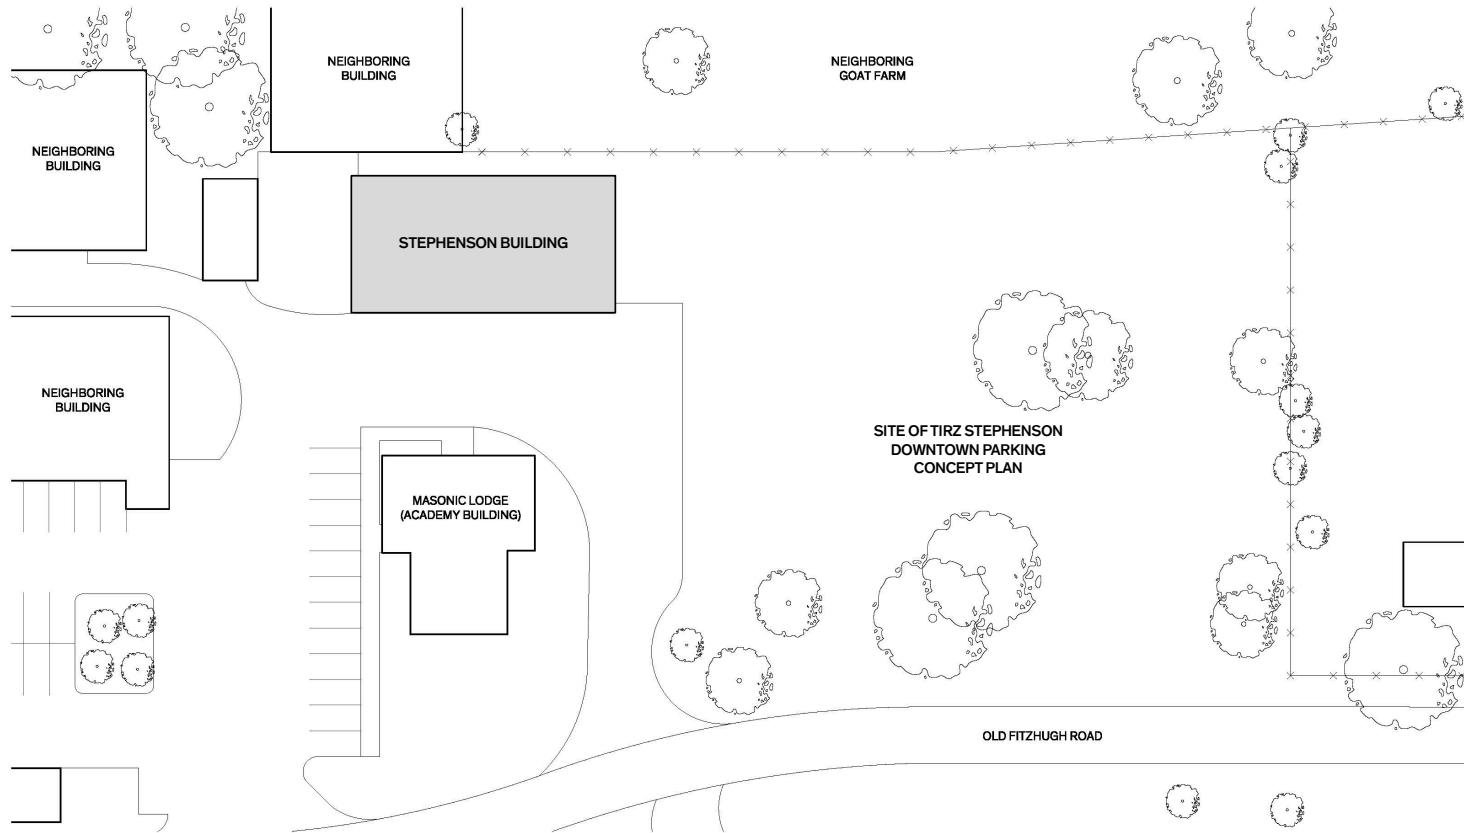 NEIGHBORING
BUILDING
NEIGHBORING
GOAT FARM
NEIGHBORING
BUILDING
STEPHENSON BUILDING
NEIGHBORING
BUILDING
SITE OF TIRZ STEPHENSON
DOWNTOWN PARKING
CONCEPT PLAN
MASONIC LODGE
(ACADEMY BUILDING)
OLD FITZHUGH ROAD